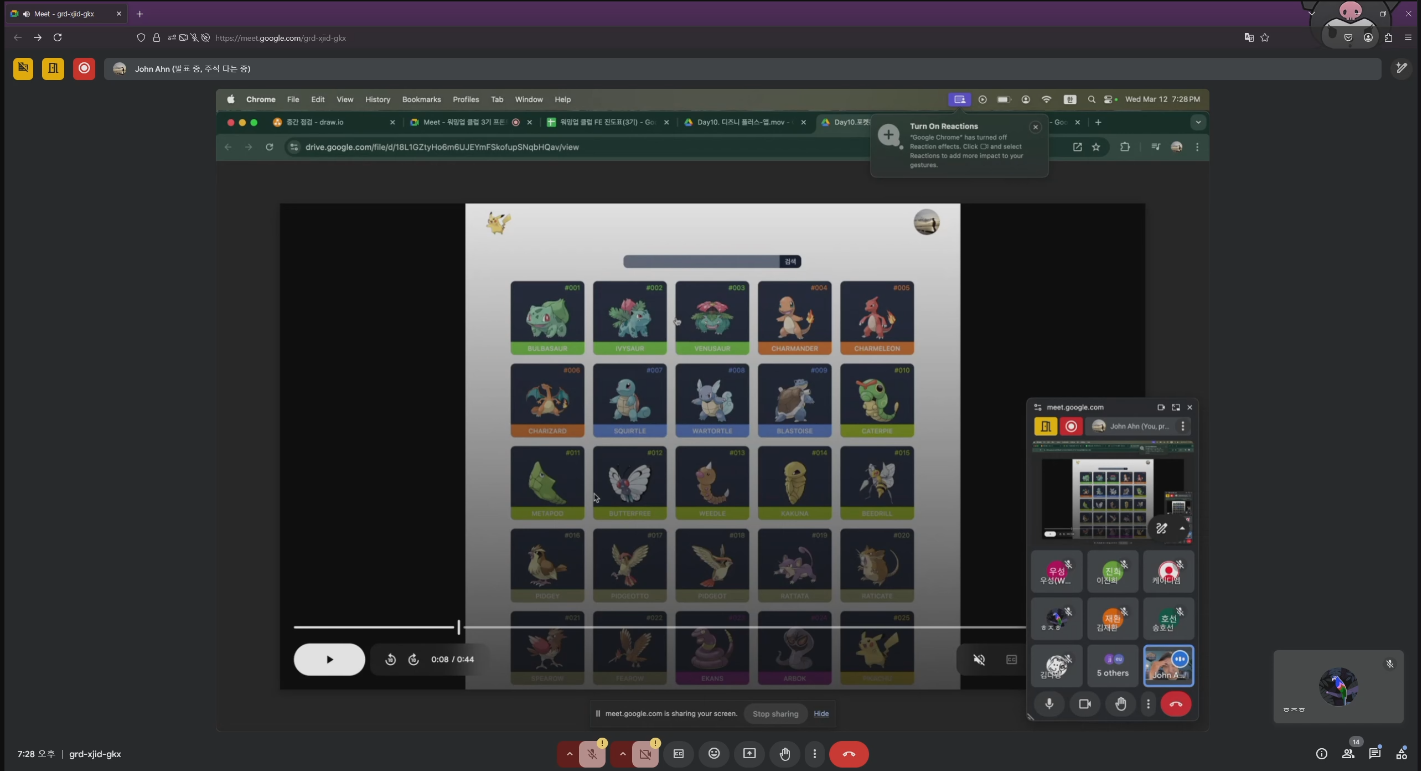 Meet - grd-xjid-gkx
https://meet.google.com/grd-xjid-gkx
John Ahn (발표 중, 주석 다는 중)
Chrome File Edit View History Bookmarks Profiles Tab Window Help
Wed Mar 12 7:28 PM
중간 점검 - draw.io
Meet - 워밍업 클럽 3기 프론
워밍업 클럽 FE 진도표(3기) - Go
Day10. 디즈니 플러스-앱.mov -
Day10.포켓
drive.google.com/file/d/18L1GZtyHo6m6UJEYmFSkofupSNqbHQav/view
Turn On Reactions
"Google Chrome" has turned off
Reaction effects. Click and select
Reactions to add more impact to your
gestures.
검색
#001 #002 #003 #004 #005
BULBASAUR IVYSAUR VENUSAUR CHARMANDER CHARMELEON
#006 #007 #008 #009 #010
CHARIZARD SQUIRTLE WARTORTLE BLASTOISE CATERPIE
#011 #012 #013 #014 #015
METAPOD BUTTERFREE WEEDLE KAKUNA BEEDRILL
#016 #017 #018 #019 #020
PIDGEY PIDGEOTTO PIDGEOT RATTATA RATICATE
#021 #022 #025
SPEAROW FEAROW EKANS ARBOK PIKACHU
0:08 / 0:44
meet.google.com
John Ahn (You, pr...
우성 진희
우성(W... 이진희 케이디앰
재환 호선
ㅎㅈㅎ 김재환 송호선
5 others John Ahn
meet.google.com is sharing your screen. Stop sharing Hide
ㅎㅈㅎ
7:28 오후 | grd-xjid-gkx
14